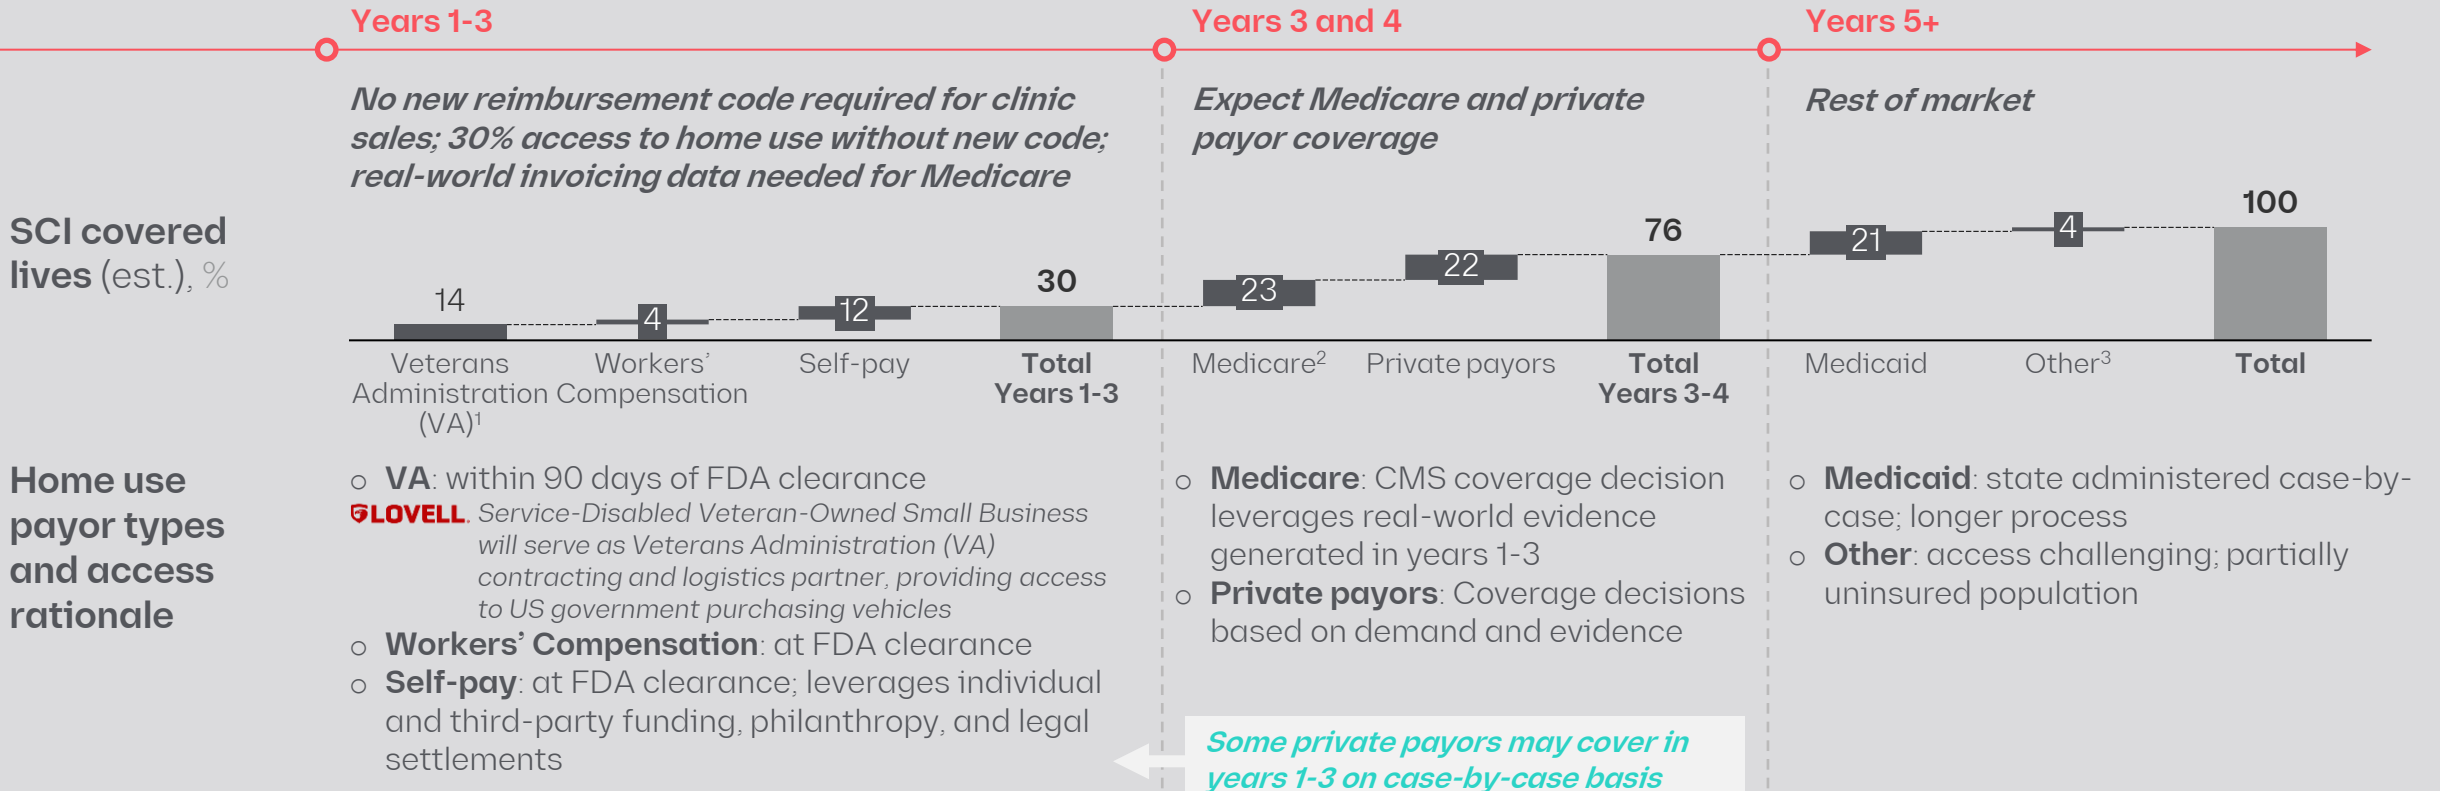 Years 1-3
Years 3 and 4
Years 5+
No new reimbursement code required for clinic
sales; 30% access to home use without new code;
real-world invoicing data needed for Medicare
Expect Medicare and private
payor coverage
Rest of market
SCI covered
lives (est.), %
14
4
12
30
23
22
76
21
4
100
Veterans
Administration
(VA)1
Workers’
Compensation
Self-pay
Total
Years 1-3
Medicare2
Private payors
Total
Years 3-4
Medicaid
Other3
Total
Home use
payor types
and access
rationale
○ VA: within 90 days of FDA clearance
LOVELL®
Service-Disabled Veteran-Owned Small Business
will serve as Veterans Administration (VA)
contracting and logistics partner, providing access
to US government purchasing vehicles
○ Workers’ Compensation: at FDA clearance
○ Self-pay: at FDA clearance; leverages individual
and third-party funding, philanthropy, and legal
settlements
○ Medicare: CMS coverage decision
leverages real-world evidence
generated in years 1-3
○ Private payors: Coverage decisions
based on demand and evidence
Some private payors may cover in
years 1-3 on case-by-case basis
○ Medicaid: state administered case-by-
case; longer process
○ Other: access challenging; partially
uninsured population